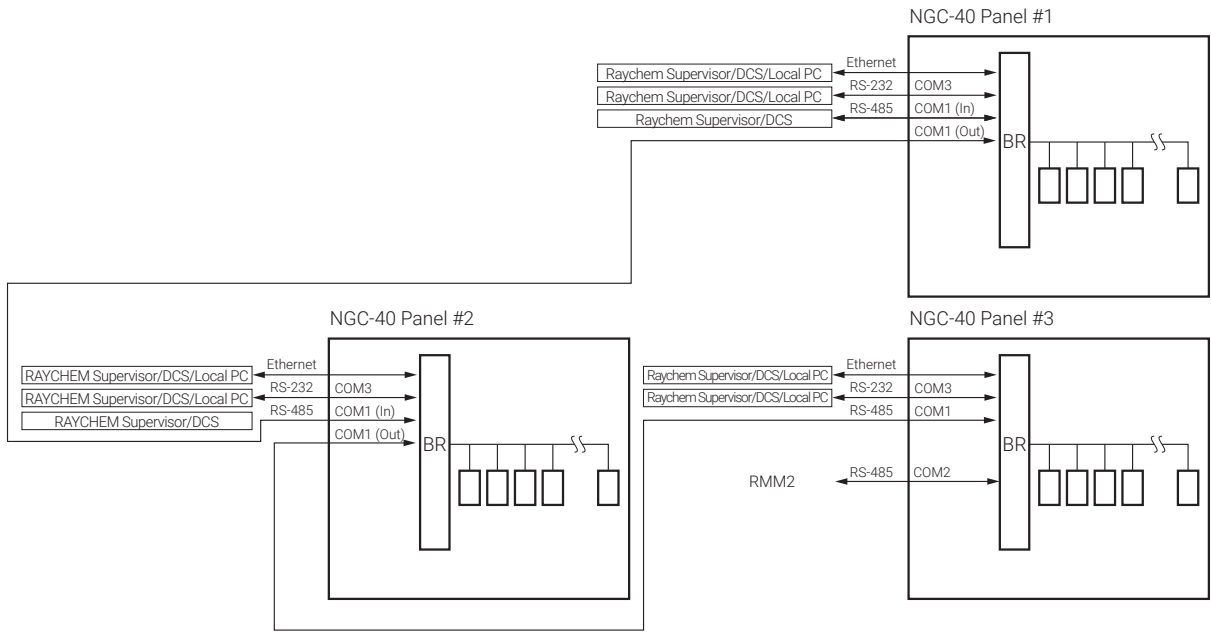 NGC-40 Panel #1
Raychem Supervisor/DCS/Local PC
Ethernet
Raychem Supervisor/DCS/Local PC
RS-232
COM3
Raychem Supervisor/DCS
RS-485
COM1 (In)
COM1 (Out)
BR
NGC-40 Panel #2
RAYCHEM Supervisor/DCS/Local PC
Ethernet
RAYCHEM Supervisor/DCS/Local PC
RS-232
COM3
RAYCHEM Supervisor/DCS
RS-485
COM1 (In)
COM1 (Out)
BR
NGC-40 Panel #3
Raychem Supervisor/DCS/Local PC
Ethernet
Raychem Supervisor/DCS/Local PC
RS-232
COM3
RS-485
COM1
BR
RMM2
RS-485
COM2